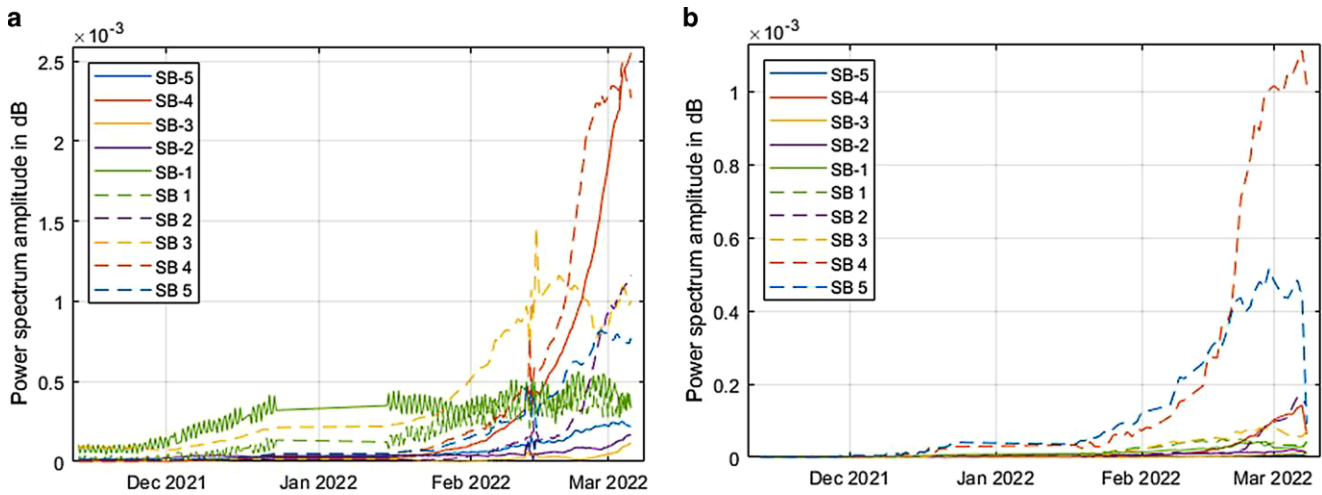 a
×10⁻³
Power spectrum amplitude in dB
2.5
2
1.5
1
0.5
0
SB-5
SB-4
SB-3
SB-2
SB-1
SB 1
SB 2
SB 3
SB 4
SB 5
Dec 2021 Jan 2022 Feb 2022 Mar 2022
b
×10⁻³
Power spectrum amplitude in dB
1
0.8
0.6
0.4
0.2
0
SB-5
SB-4
SB-3
SB-2
SB-1
SB 1
SB 2
SB 3
SB 4
SB 5
Dec 2021 Jan 2022 Feb 2022 Mar 2022